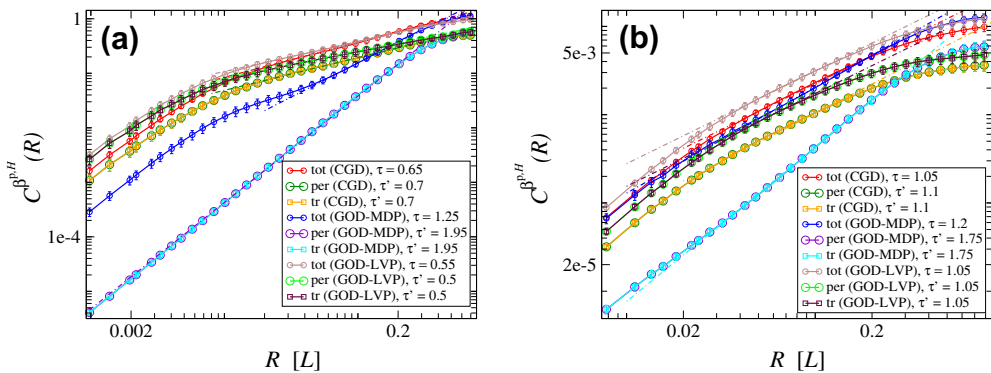 (a)
1
1e-4
C^β^p,H (R)
0.002
0.2
R [L]
tot (CGD) τ = 0.65
per (CGD), τ' = 0.7
tr (CGD), τ' = 0.7
tot (GOD-MDP), τ = 1.25
per (GOD-MDP), τ' = 1.95
tr (GOD-MDP), τ' = 1.95
tot (GOD-LVP), τ = 0.55
per (GOD-LVP), τ' = 0.5
tr (GOD-LVP), τ' = 0.5
(b)
5e-3
2e-5
C^β^p,H (R)
0.02
0.2
R [L]
tot (CGD), τ = 1.05
per (CGD), τ' = 1.1
tr (CGD), τ' = 1.1
tot (GOD-MDP), τ = 1.2
per (GOD-MDP), τ' = 1.75
tr (GOD-MDP), τ' = 1.75
tot (GOD-LVP), τ = 1.05
per (GOD-LVP), τ' = 1.05
tr (GOD-LVP), τ' = 1.05